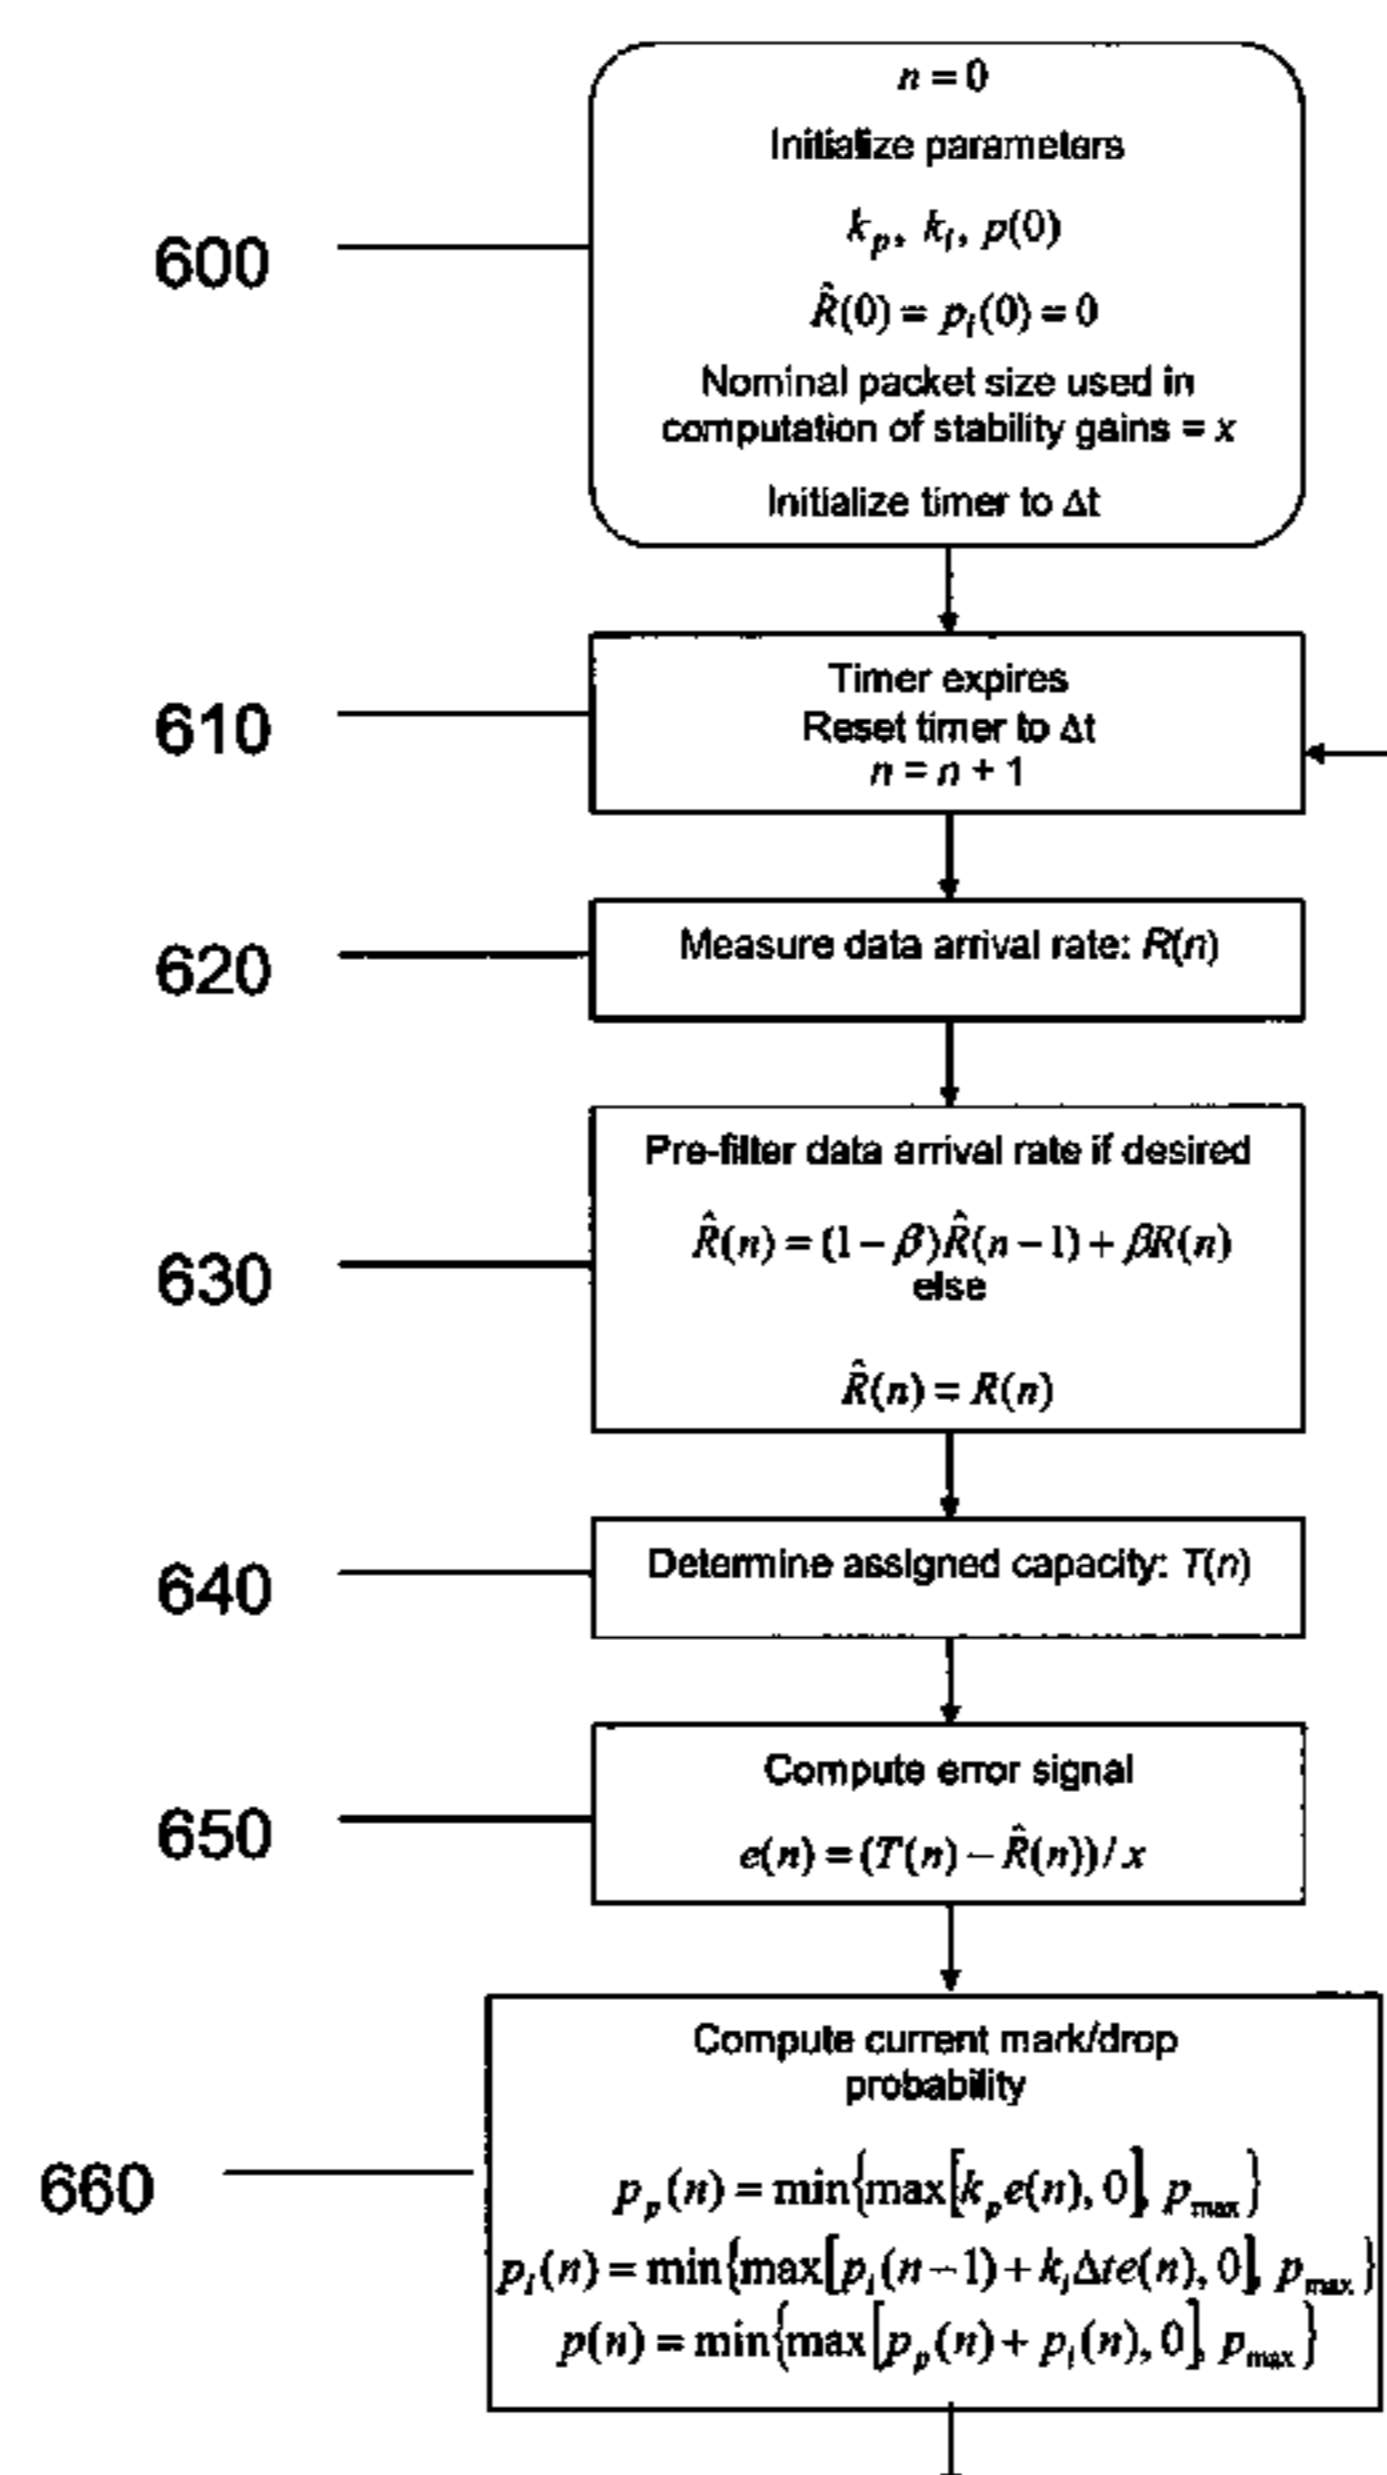 n = 0
Initialize parameters
k_p, k_i, p(0)
R̂(0) = p_i(0) = 0
Nominal packet size used in
computation of stability gains = x
Initialize timer to Δt
600
Timer expires
Reset timer to Δt
n = n + 1
610
Measure data arrival rate: R(n)
620
Pre-filter data arrival rate if desired
R̂(n) = (1 − β)R̂(n − 1) + βR(n)
else
R̂(n) = R(n)
630
Determine assigned capacity: T(n)
640
Compute error signal
e(n) = (T(n) − R̂(n))/ x
650
Compute current mark/drop
probability
p_p(n) = min{max[k_p e(n), 0], p_max}
p_i(n) = min{max[p_i(n−1) + k_i Δte(n), 0], p_max}
p(n) = min{max[p_p(n) + p_i(n), 0], p_max}
660